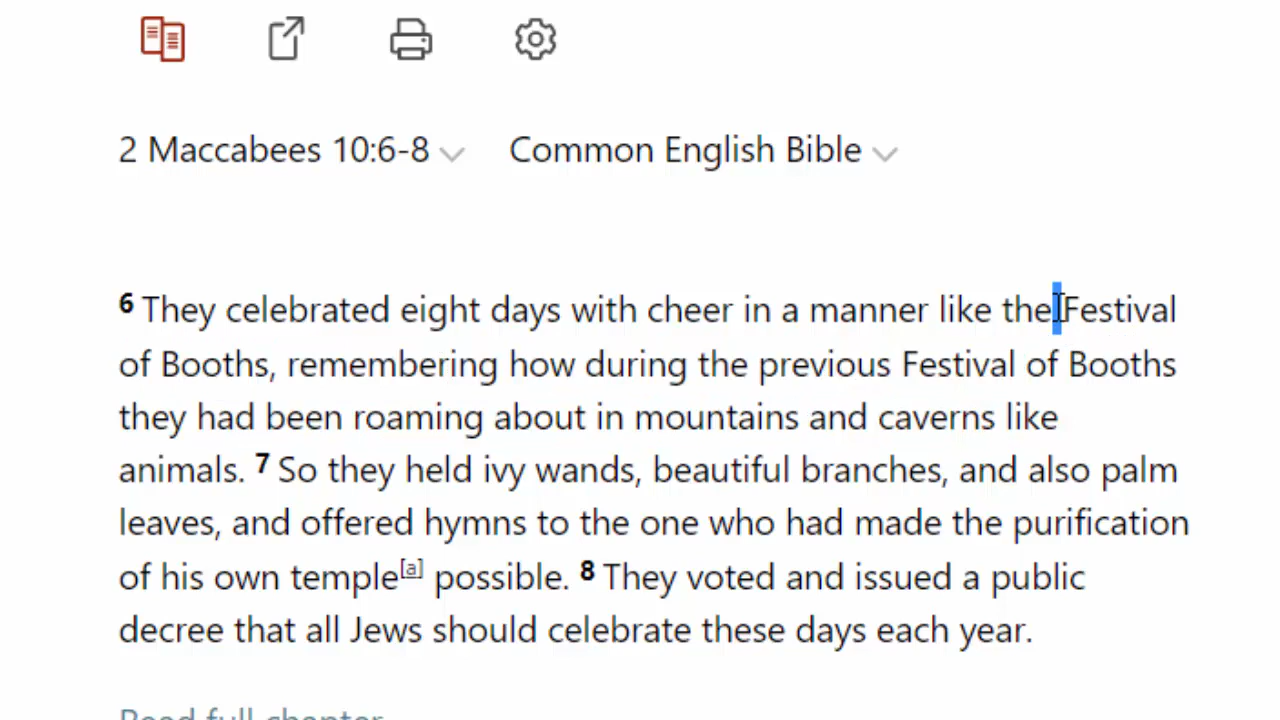 2 Maccabees 10:6-8 Common English Bible
6 They celebrated eight days with cheer in a manner like the Festival
of Booths, remembering how during the previous Festival of Booths
they had been roaming about in mountains and caverns like
animals. 7 So they held ivy wands, beautiful branches, and also palm
leaves, and offered hymns to the one who had made the purification
of his own temple[a] possible. 8 They voted and issued a public
decree that all Jews should celebrate these days each year.
Read full chapter